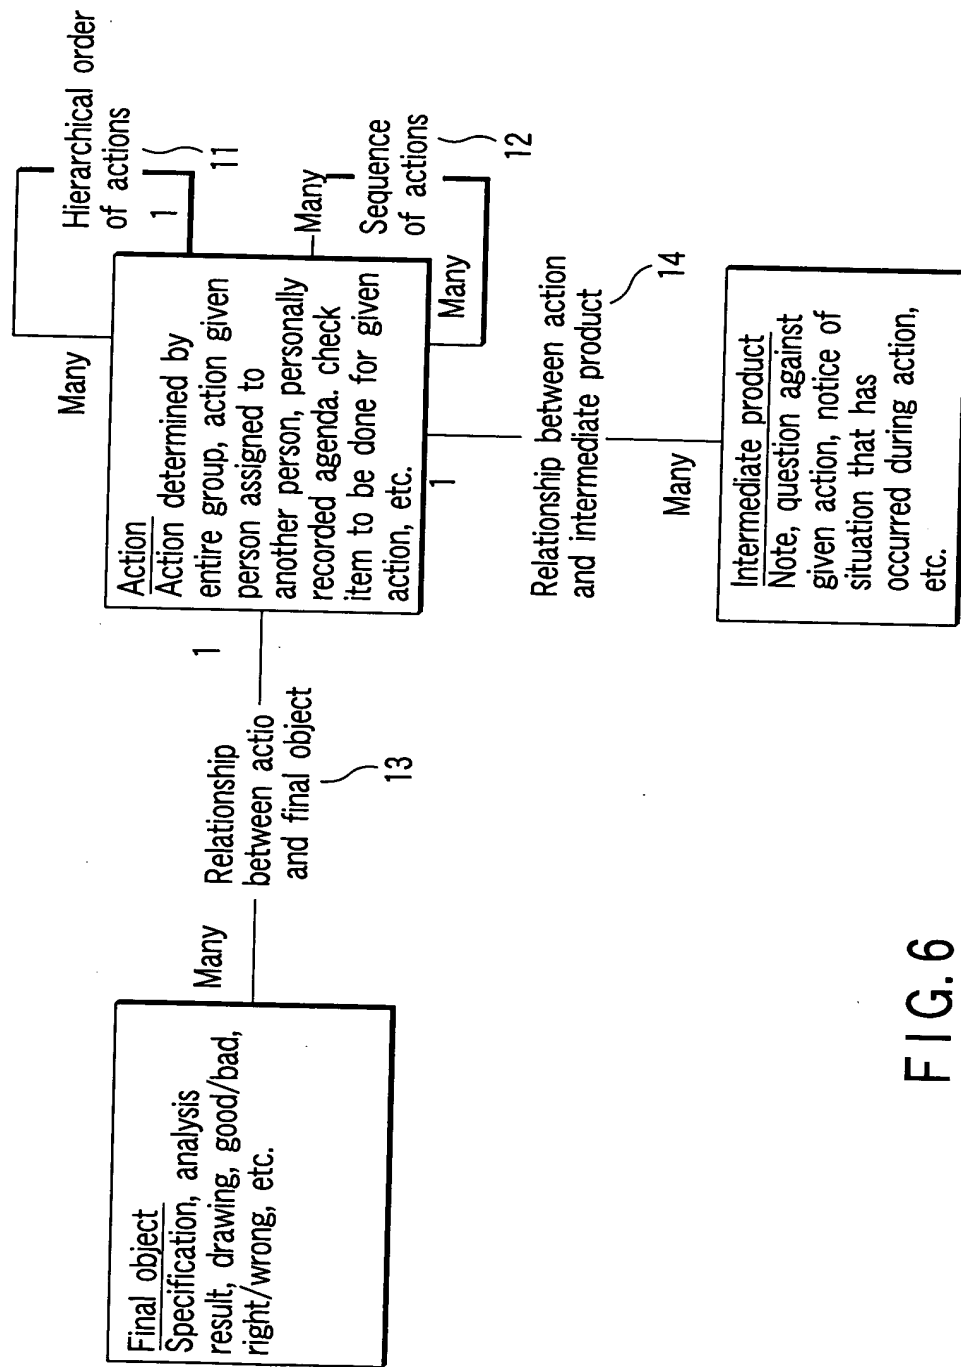 Final object
Specification, analysis
result, drawing, good/bad,
right/wrong, etc.
Many
Relationship
between actio
and final object
13
1
Action
Action determined by
entire group, action given
person assigned to
another person, personally
recorded agenda. check
item to be done for given
action, etc.
Many
Hierarchical order
of actions
11
1
Many
Sequence
of actions
12
Many
1
Relationship between action
and intermediate product
14
Many
Intermediate product
Note, question against
given action, notice of
situation that has
occurred during action,
etc.
FIG. 6